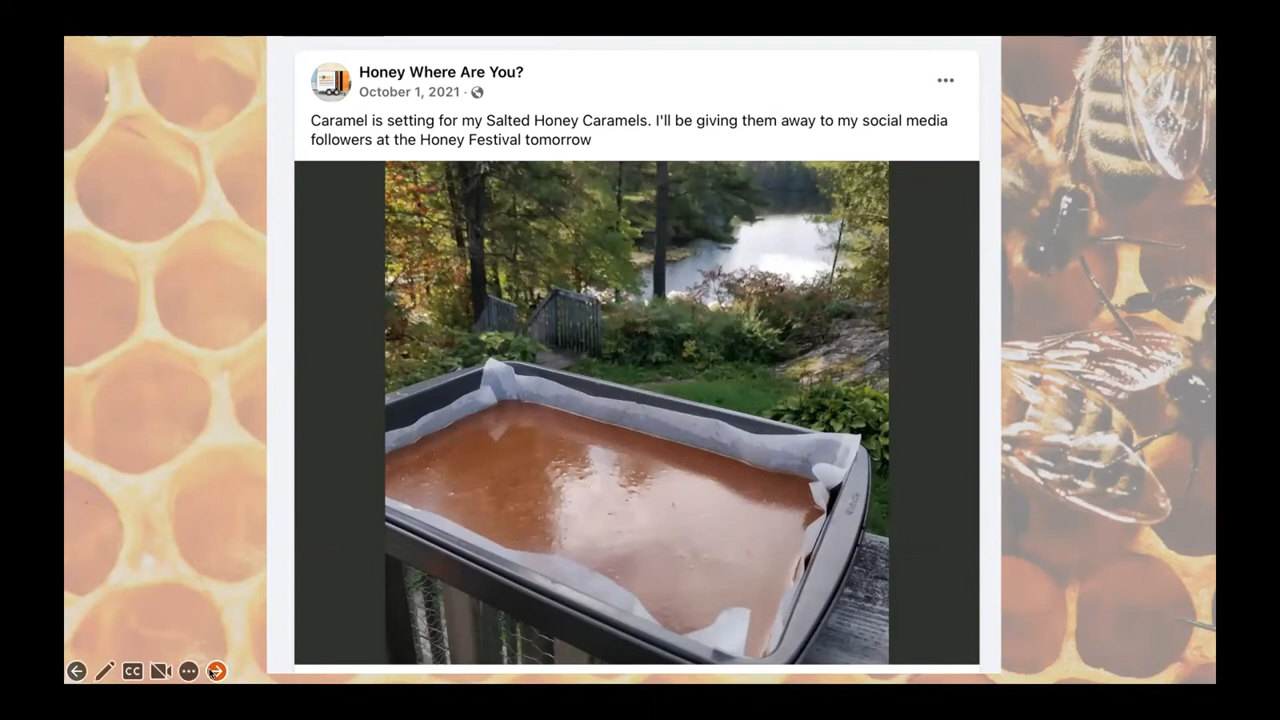 Honey Where Are You?
October 1, 2021 ·
Caramel is setting for my Salted Honey Caramels. I'll be giving them away to my social media
followers at the Honey Festival tomorrow
CC